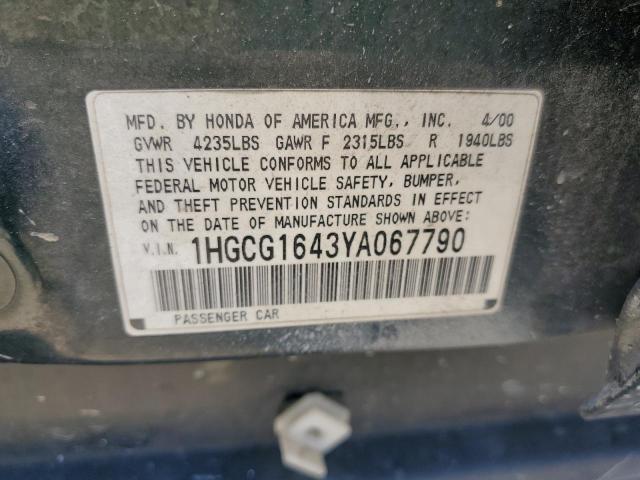 MFD. BY HONDA OF AMERICA MFG., INC. 4/00
GVWR 4235LBS GAWR F 2315LBS R 1940LBS
THIS VEHICLE CONFORMS TO ALL APPLICABLE
FEDERAL MOTOR VEHICLE SAFETY, BUMPER,
AND THEFT PREVENTION STANDARDS IN EFFECT
ON THE DATE OF MANUFACTURE SHOWN ABOVE:
V.I.N. 1HGCG1643YA067790
PASSENGER CAR